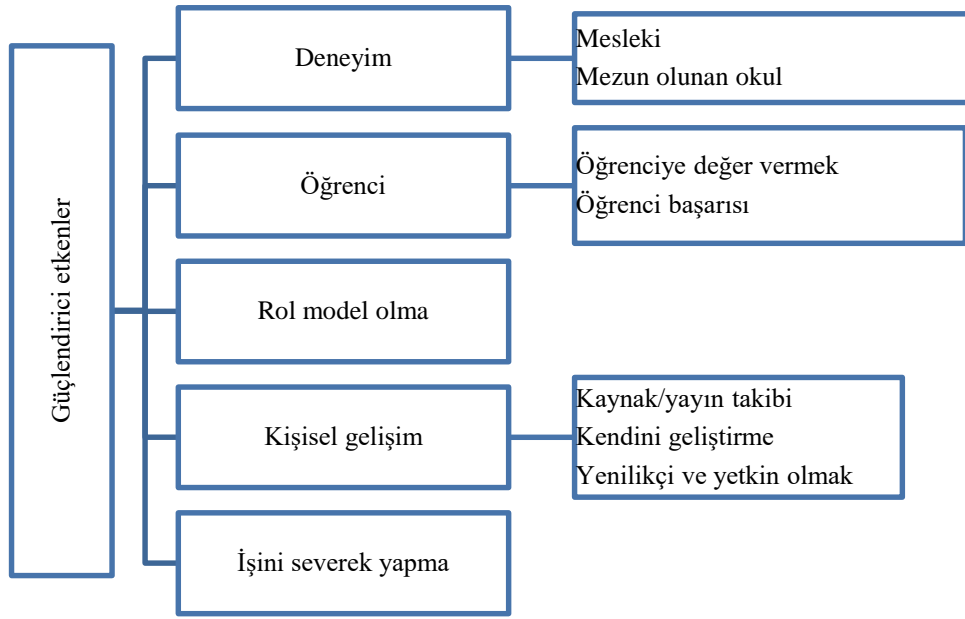 Güçlendirici etkenler
Deneyim
Mesleki
Mezun olunan okul
Öğrenci
Öğrenciye değer vermek
Öğrenci başarısı
Rol model olma
Kişisel gelişim
Kaynak/yayın takibi
Kendini geliştirme
Yenilikçi ve yetkin olmak
İşini severek yapma